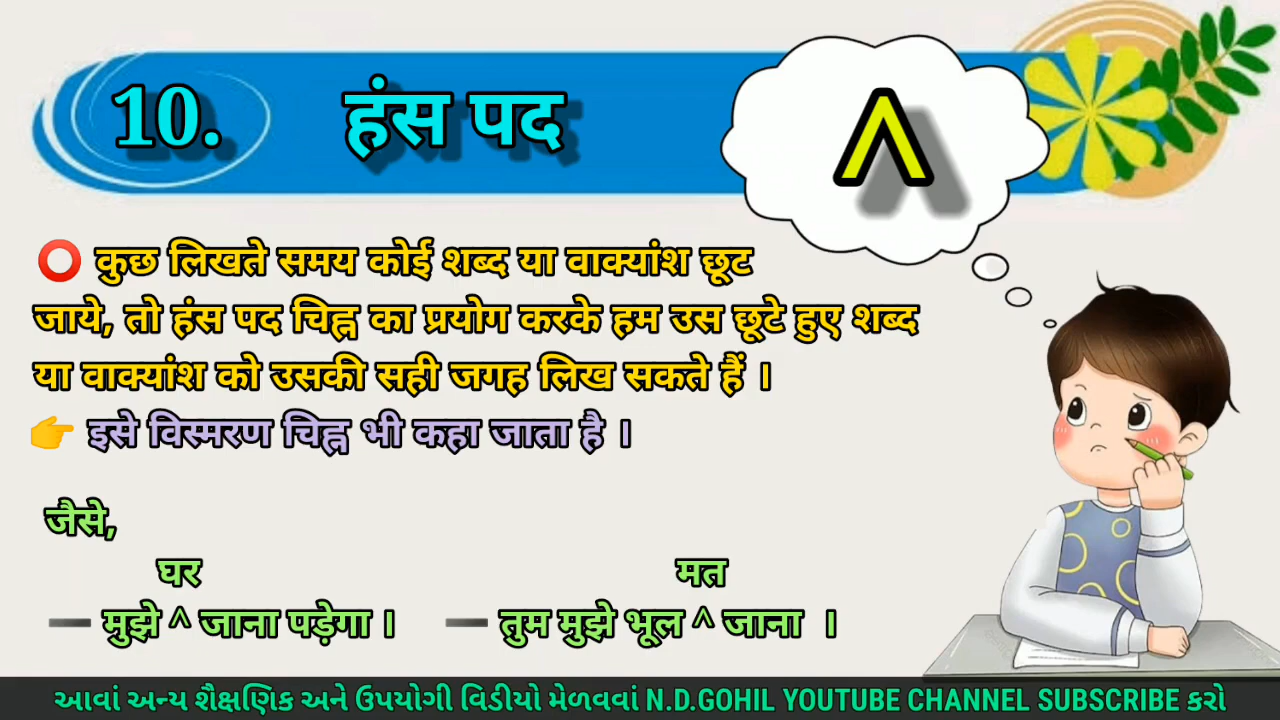 10. हंस पद ^
⭕ कुछ लिखते समय कोई शब्द या वाक्यांश छूट
जाये, तो हंस पद चिह्न का प्रयोग करके हम उस छूटे हुए शब्द
या वाक्यांश को उसकी सही जगह लिख सकते हैं ।
👉 इसे विस्मरण चिह्न भी कहा जाता है ।
जैसे,
घर मत
➖ मुझे ^ जाना पड़ेगा । ➖ तुम मुझे भूल ^ जाना ।
આવાં અન્ય શૈક્ષણિક અને ઉપયોગી વિડીયો મેળવવાં N.D.GOHIL YOUTUBE CHANNEL SUBSCRIBE કરો